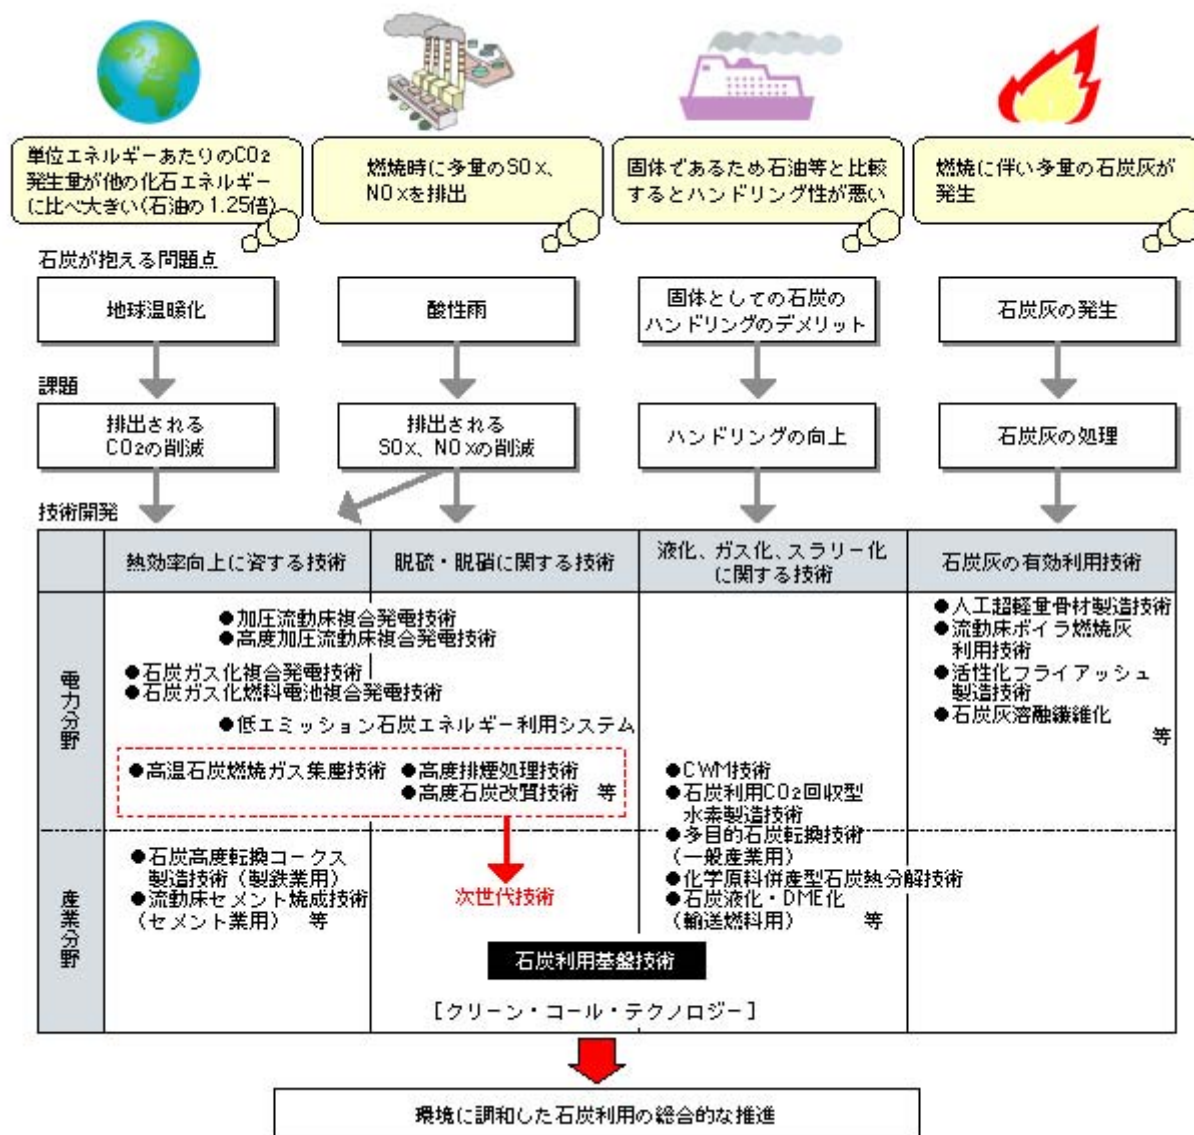 単位エネルギーあたりのCO₂
発生量が他の化石エネルギー
に比べ大きい(石油の1.25倍)
燃焼時に多量のSOx、
NOxを排出
固体であるため石油等と比較
するとハンドリング性が悪い
燃焼に伴い多量の石炭灰が
発生
石炭が抱える問題点
地球温暖化
酸性雨
固体としての石炭の
ハンドリングのデメリット
石炭灰の発生
課題
排出される
CO₂の削減
排出される
SOx、NOxの削減
ハンドリングの向上
石炭灰の処理
技術開発
熱効率向上に資する技術
脱硫・脱硝に関する技術
液化、ガス化、スラリー化
に関する技術
石炭灰の有効利用技術
電力分野
●加圧流動床複合発電技術
●高度加圧流動床複合発電技術
●石炭ガス化複合発電技術
●石炭ガス化燃料電池複合発電技術
●低エミッション石炭エネルギー利用システム
●高温石炭燃焼ガス集塵技術
●高度排煙処理技術
●高度石炭改質技術 等
●CWM技術
●石炭利用CO₂回収型
水素製造技術
●多目的石炭転換技術
(一般産業用)
●化学原料併産型石炭熱分解技術
●石炭液化・DME化
(輸送燃料用) 等
●人工超軽量骨材製造技術
●流動床ボイラ燃焼灰
利用技術
●活性化フライアッシュ
製造技術
●石炭灰溶融繊維化
等
産業分野
●石炭高度転換コークス
製造技術(製鉄業用)
●流動床セメント焼成技術
(セメント業用) 等
次世代技術
石炭利用基盤技術
[クリーン・コール・テクノロジー]
環境に調和した石炭利用の総合的な推進